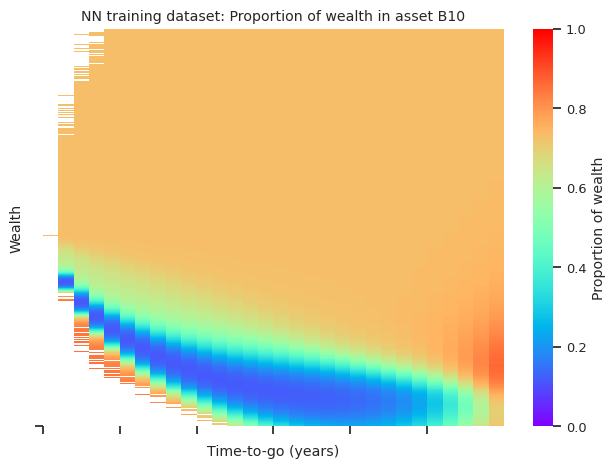 NN training dataset: Proportion of wealth in asset B10
Wealth
Time-to-go (years)
1.0
0.8
0.6
0.4
0.2
0.0
Proportion of wealth